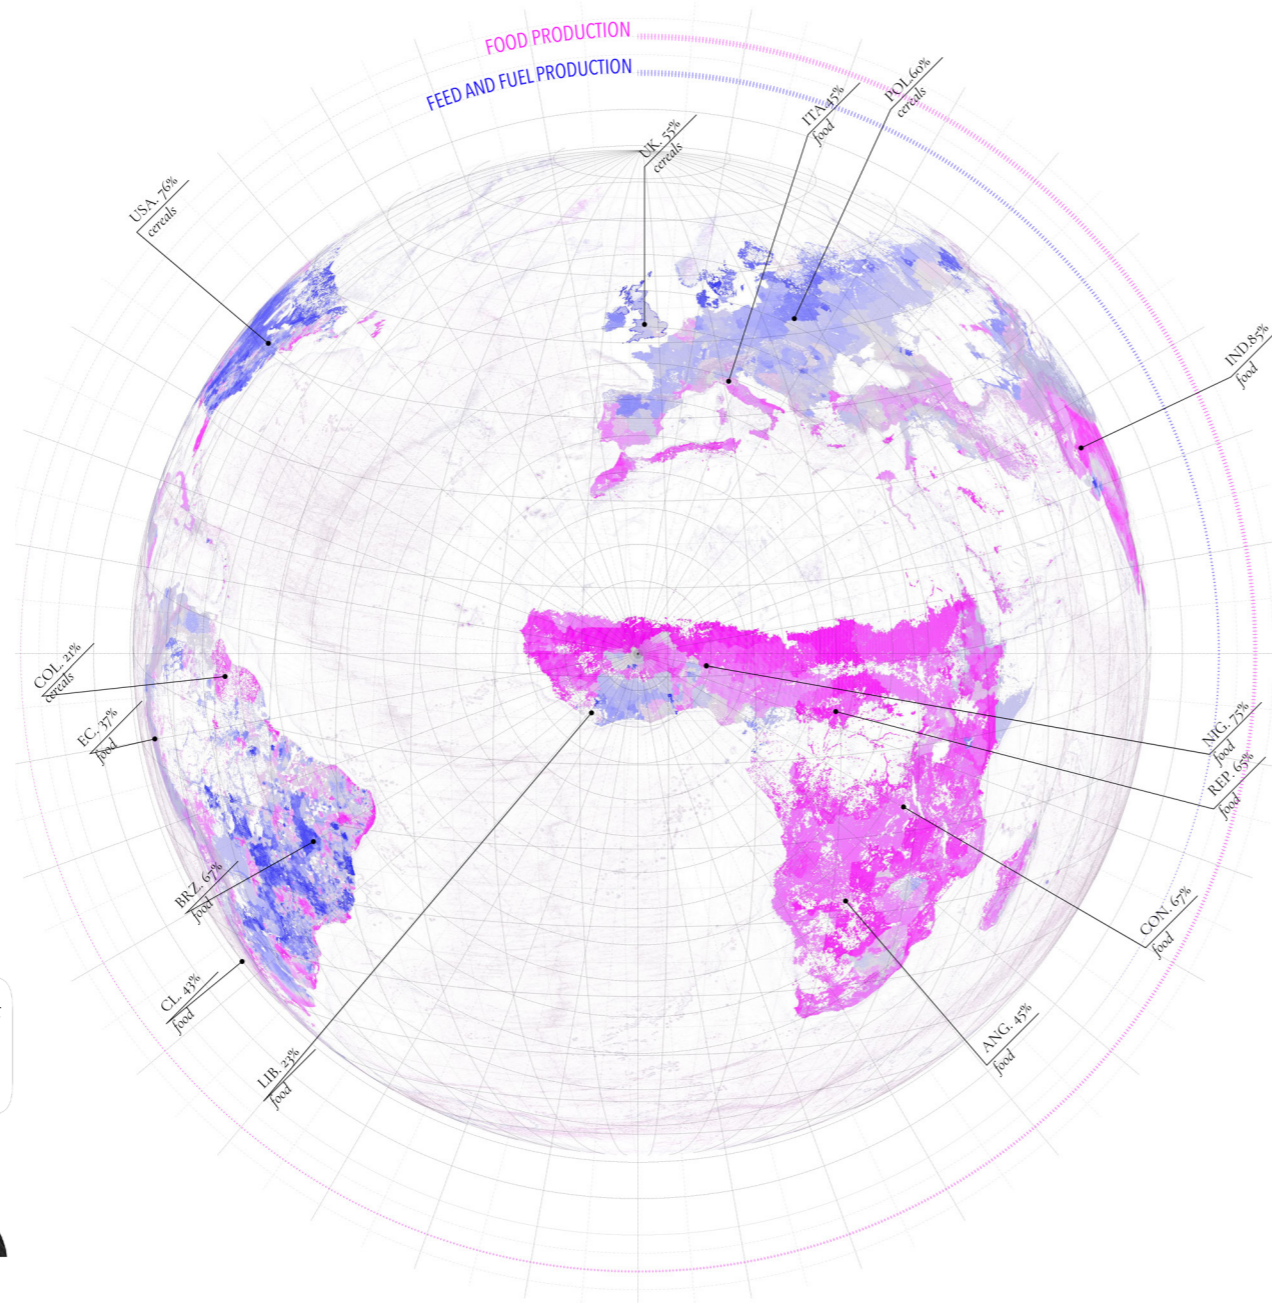 FOOD PRODUCTION
FEED AND FUEL PRODUCTION
POL.60%
cereals
ITA.45%
food
UK. 55%
cereals
USA. 76%
cereals
IND.85%
food
COL. 21%
cereals
EC. 37%
food
NIG. 75%
food
REP. 65%
food
BRZ. 67%
food
CON. 67%
food
CL. 43%
food
ANG. 45%
food
LIB. 23%
food